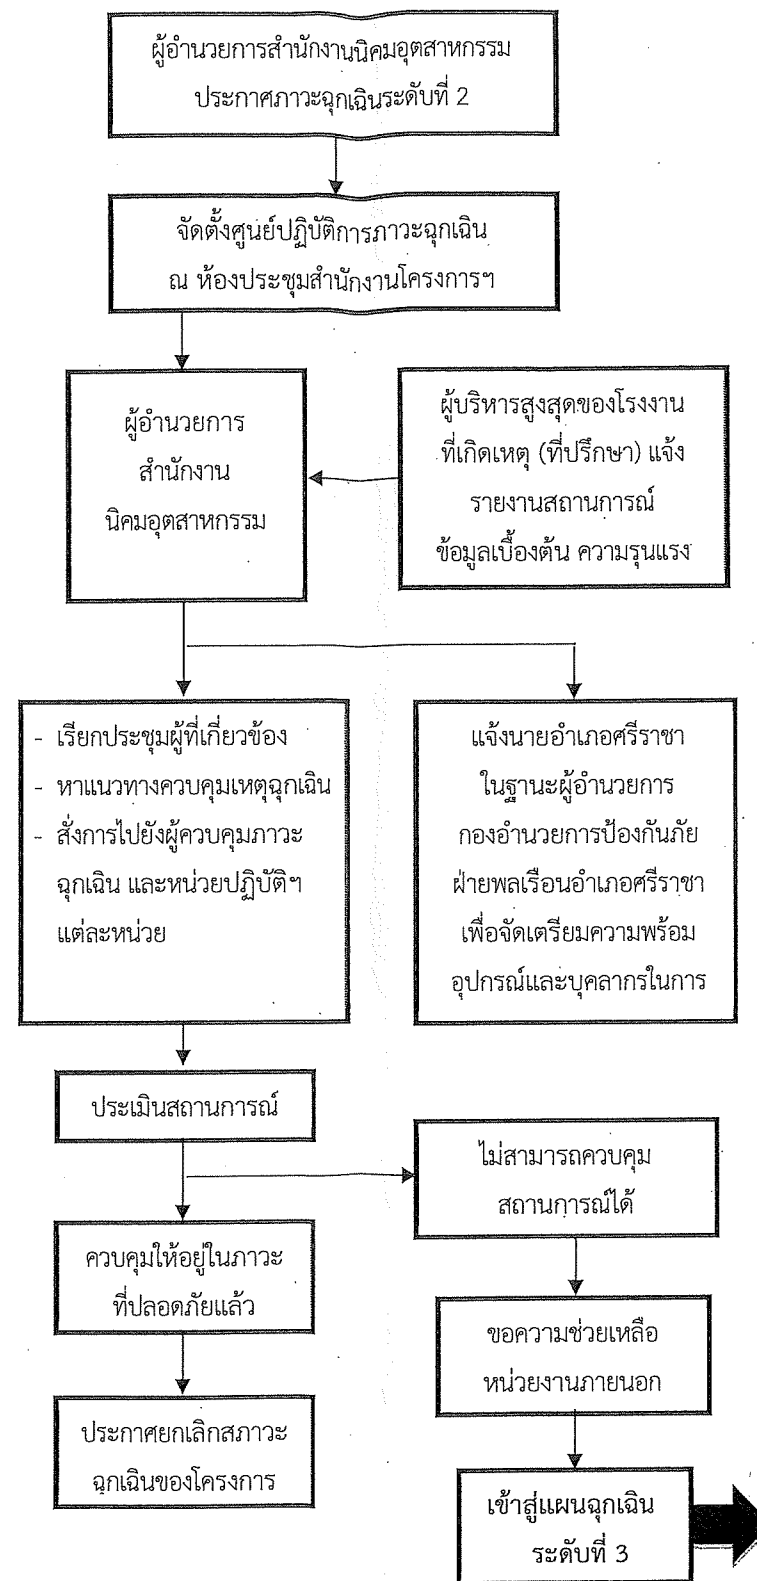 ผู้อำนวยการสำนักงานนิคมอุตสาหกรรม
ประกาศภาวะฉุกเฉินระดับที่ 2
จัดตั้งศูนย์ปฏิบัติการภาวะฉุกเฉิน
ณ ห้องประชุมสำนักงานโครงการฯ
ผู้อำนวยการ
สำนักงาน
นิคมอุตสาหกรรม
ผู้บริหารสูงสุดของโรงงาน
ที่เกิดเหตุ (ที่ปรึกษา) แจ้ง
รายงานสถานการณ์
ข้อมูลเบื้องต้น ความรุนแรง
- เรียกประชุมผู้ที่เกี่ยวข้อง
- หาแนวทางควบคุมเหตุฉุกเฉิน
- สั่งการไปยังผู้ควบคุมภาวะ
ฉุกเฉิน และหน่วยปฏิบัติฯ
แต่ละหน่วย
แจ้งนายอำเภอศรีราชา
ในฐานะผู้อำนวยการ
กองอำนวยการป้องกันภัย
ฝ่ายพลเรือนอำเภอศรีราชา
เพื่อจัดเตรียมความพร้อม
อุปกรณ์และบุคลากรในการ
ประเมินสถานการณ์
ไม่สามารถควบคุม
สถานการณ์ได้
ควบคุมให้อยู่ในภาวะ
ที่ปลอดภัยแล้ว
ขอความช่วยเหลือ
หน่วยงานภายนอก
ประกาศยกเลิกสภาวะ
ฉุกเฉินของโครงการ
เข้าสู่แผนฉุกเฉิน
ระดับที่ 3